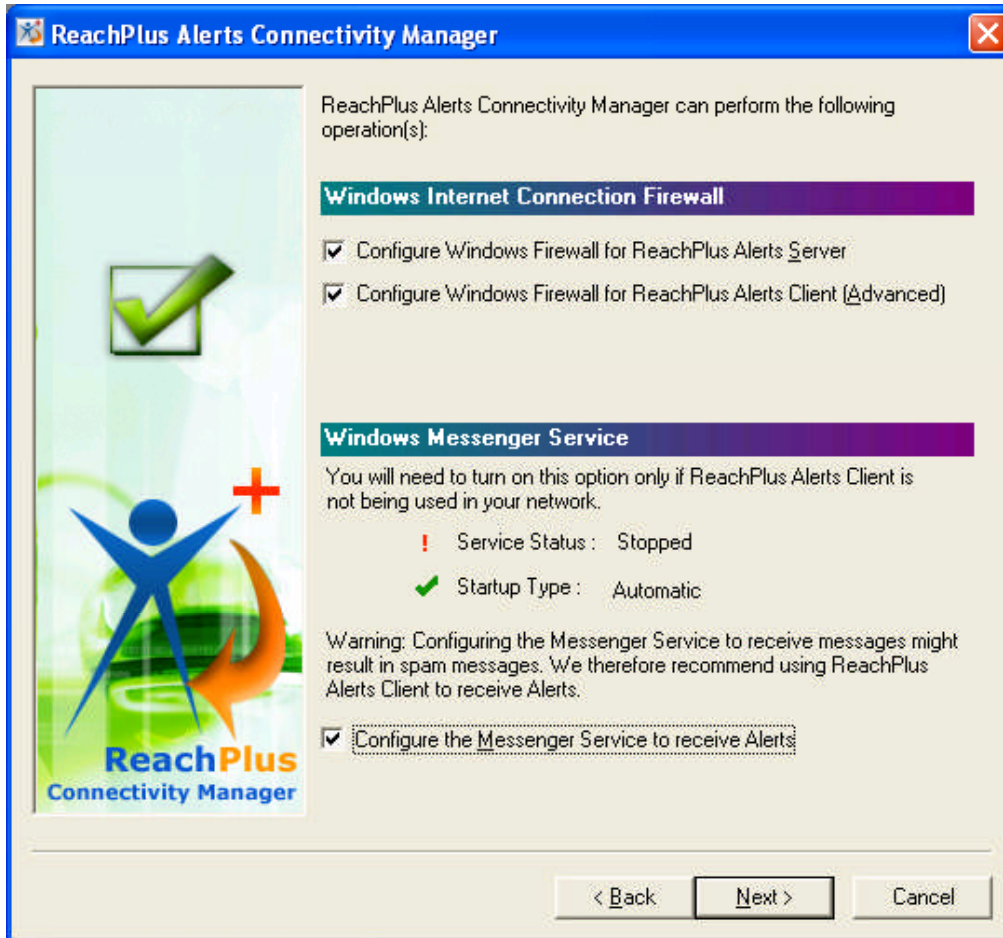 ReachPlus Alerts Connectivity Manager
ReachPlus Alerts Connectivity Manager can perform the following
operation(s):
Windows Internet Connection Firewall
Configure Windows Firewall for ReachPlus Alerts Server
Configure Windows Firewall for ReachPlus Alerts Client (Advanced)
Windows Messenger Service
You will need to turn on this option only if ReachPlus Alerts Client is
not being used in your network.
! Service Status : Stopped
Startup Type : Automatic
Warning: Configuring the Messenger Service to receive messages might
result in spam messages. We therefore recommend using ReachPlus
Alerts Client to receive Alerts.
Configure the Messenger Service to receive Alerts
ReachPlus
Connectivity Manager
< Back Next > Cancel